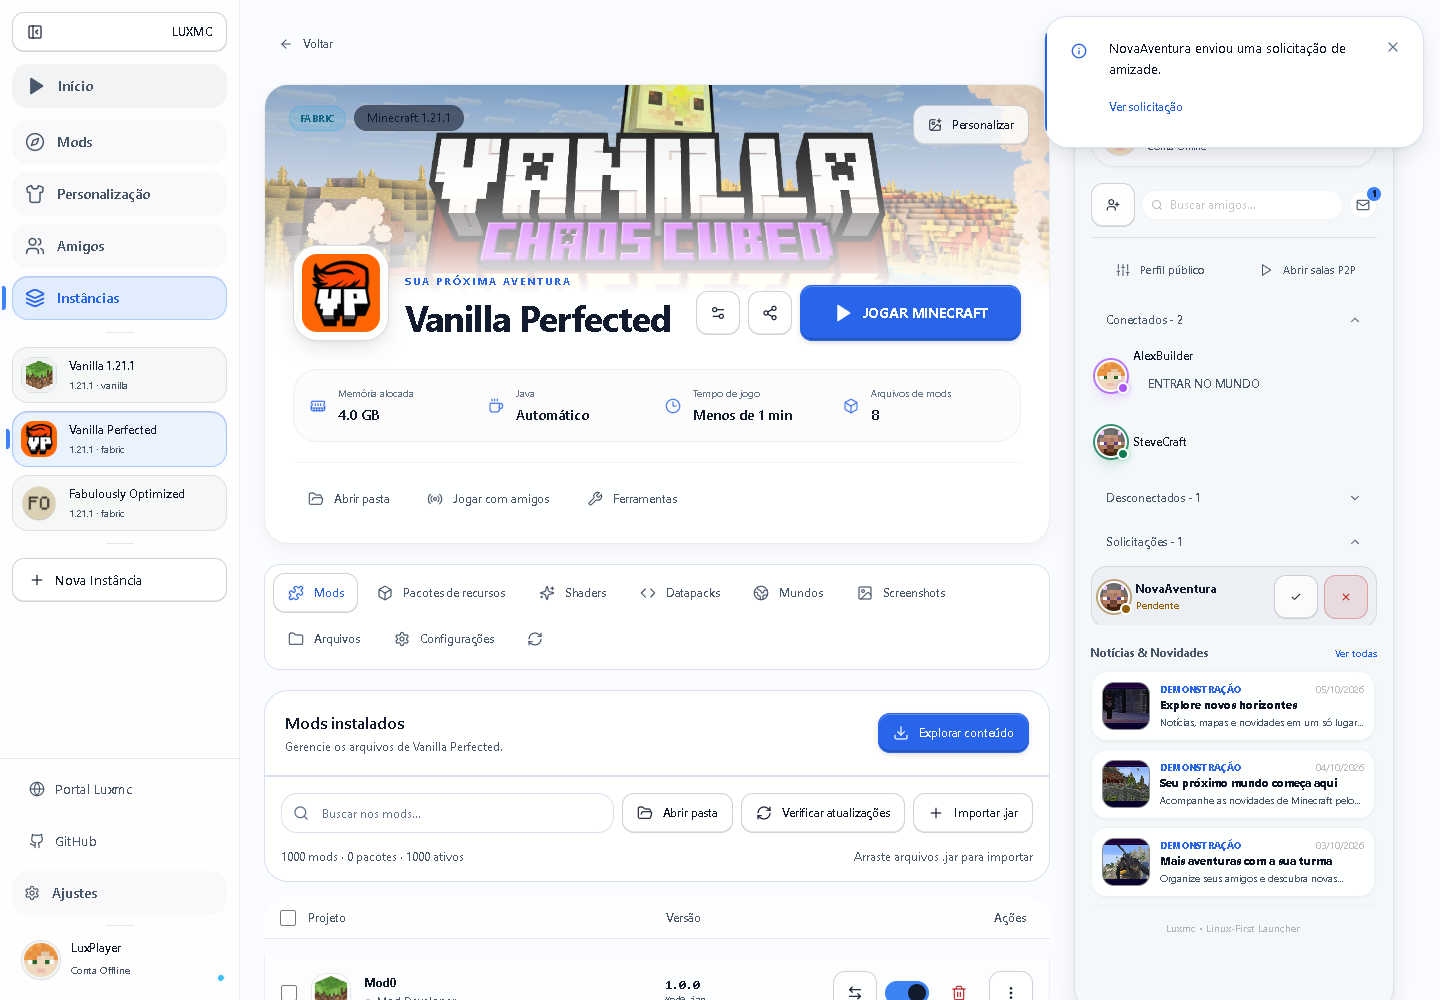 LUXMC
Início
Mods
Personalização
Amigos
Instâncias
Vanilla 1.21.1
1.21.1 · vanilla
Vanilla Perfected
1.21.1 · fabric
Fabulously Optimized
1.21.1 · fabric
Nova Instância
Portal Luxmc
GitHub
Ajustes
LuxPlayer
Conta Offline
Voltar
FABRIC
Minecraft 1.21.1
Personalizar
VANILLA
CHAOS CUBED
VP
SUA PRÓXIMA AVENTURA
Vanilla Perfected
JOGAR MINECRAFT
Memória alocada
4.0 GB
Java
Automático
Tempo de jogo
Menos de 1 min
Arquivos de mods
8
Abrir pasta
Jogar com amigos
Ferramentas
Mods
Pacotes de recursos
Shaders
Datapacks
Mundos
Screenshots
Arquivos
Configurações
Mods instalados
Gerencie os arquivos de Vanilla Perfected.
Explorar conteúdo
Buscar nos mods...
Abrir pasta
Verificar atualizações
Importar .jar
1000 mods · 0 pacotes · 1000 ativos
Arraste arquivos .jar para importar
Projeto
Versão
Ações
Mod0
Mod Developer
1.0.0
NovaAventura enviou uma solicitação de
amizade.
Ver solicitação
Conta Offline
Buscar amigos...
1
Perfil público
Abrir salas P2P
Conectados - 2
AlexBuilder
ENTRAR NO MUNDO
SteveCraft
Desconectados - 1
Solicitações - 1
NovaAventura
Pendente
Notícias & Novidades
Ver todas
DEMONSTRAÇÃO
05/10/2026
Explore novos horizontes
Notícias, mapas e novidades em um só lugar...
DEMONSTRAÇÃO
04/10/2026
Seu próximo mundo começa aqui
Acompanhe as novidades de Minecraft pelo...
DEMONSTRAÇÃO
03/10/2026
Mais aventuras com a sua turma
Organize seus amigos e descubra novas...
Luxmc • Linux-First Launcher